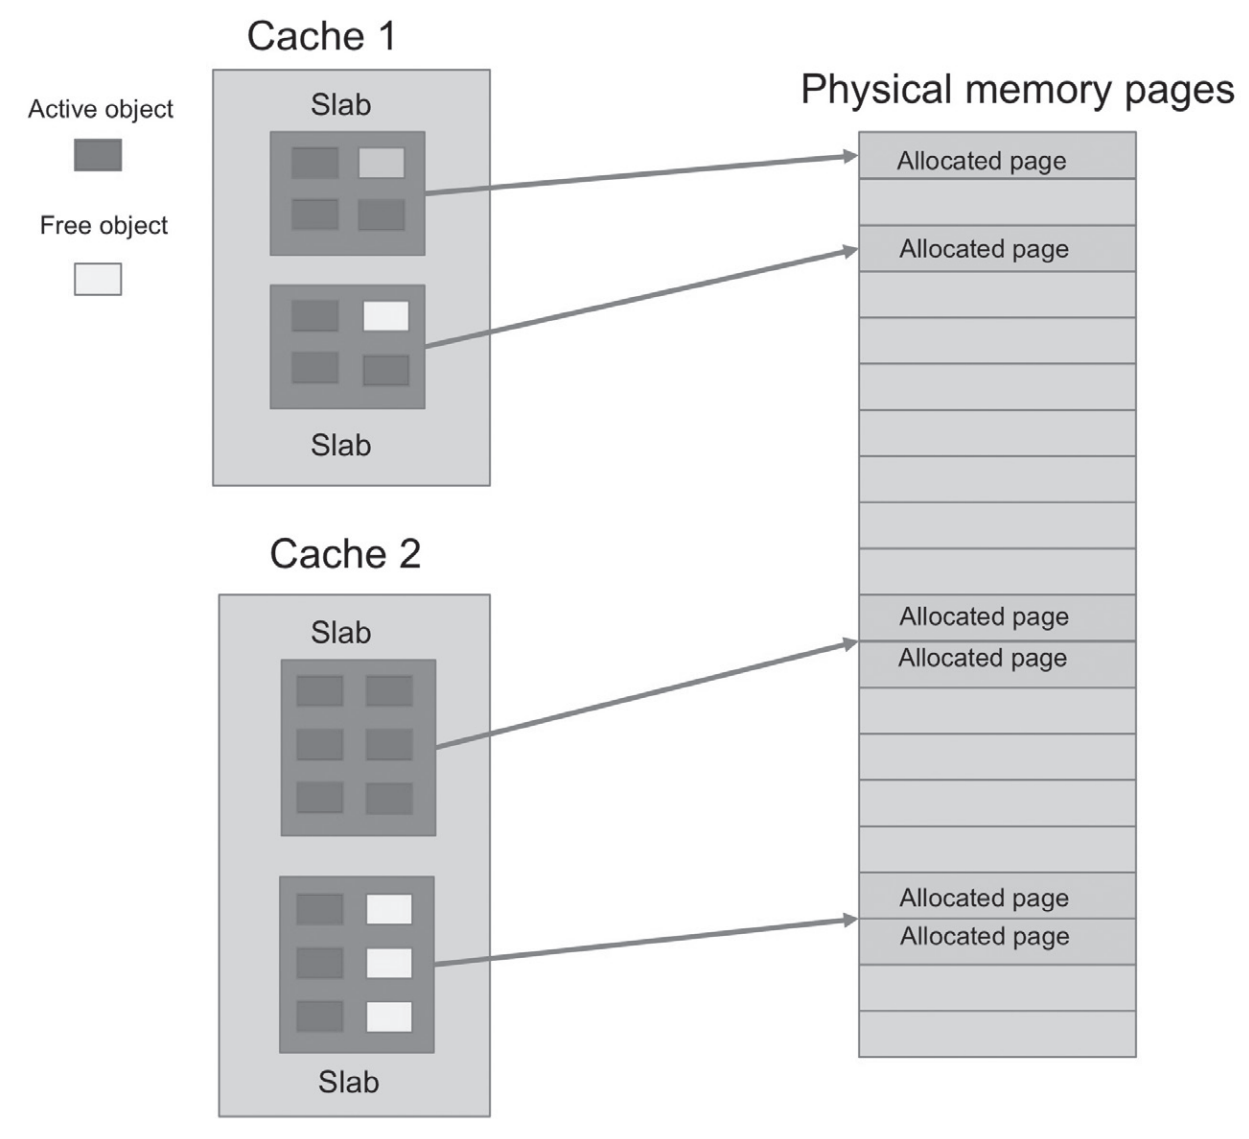 Cache 1
Physical memory pages
Active object
Slab
Allocated page
Free object
Allocated page
Slab
Cache 2
Allocated page
Slab
Allocated page
Allocated page
Allocated page
Slab